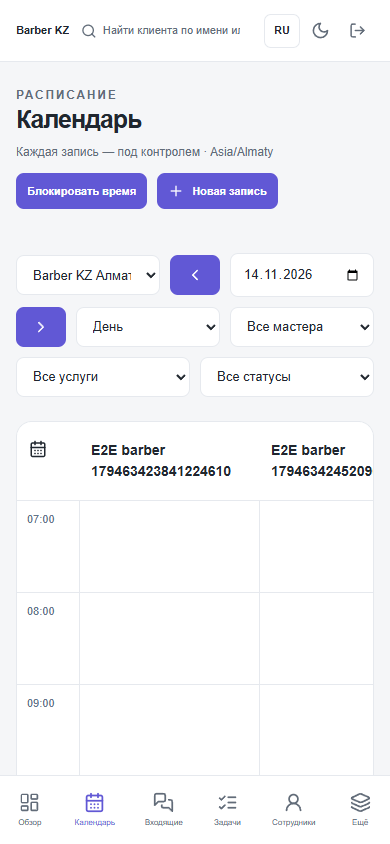 Barber KZ
Найти клиента по имени ил
RU
РАСПИСАНИЕ
Календарь
Каждая запись — под контролем · Asia/Almaty
Блокировать время
Новая запись
Barber KZ Алмат
14.11.2026
День
Все мастера
Все услуги
Все статусы
E2E barber
179463423841224610
E2E barber
1794634245209
07:00
08:00
09:00
Обзор
Календарь
Входящие
Задачи
Сотрудники
Ещё